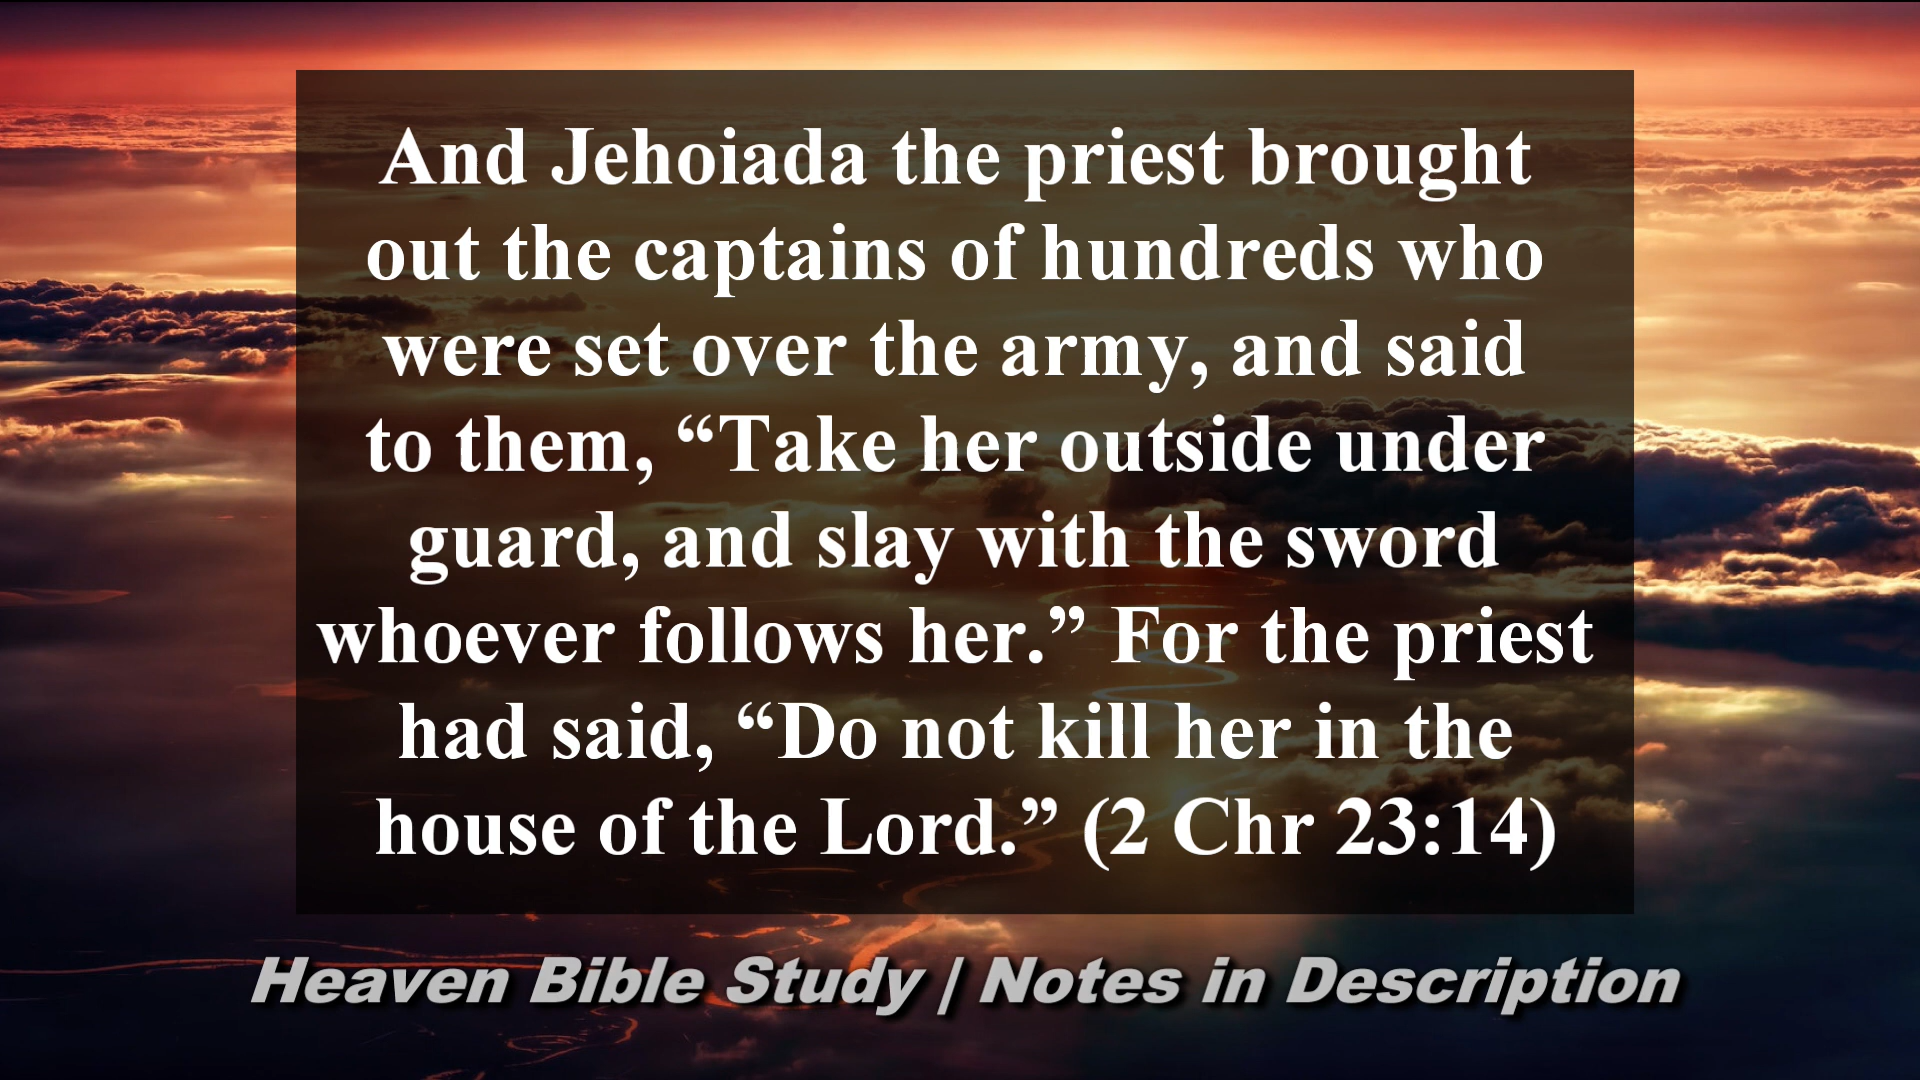 And Jehoiada the priest brought
out the captains of hundreds who
were set over the army, and said
to them, “Take her outside under
guard, and slay with the sword
whoever follows her.” For the priest
had said, “Do not kill her in the
house of the Lord.” (2 Chr 23:14)
Heaven Bible Study | Notes in Description